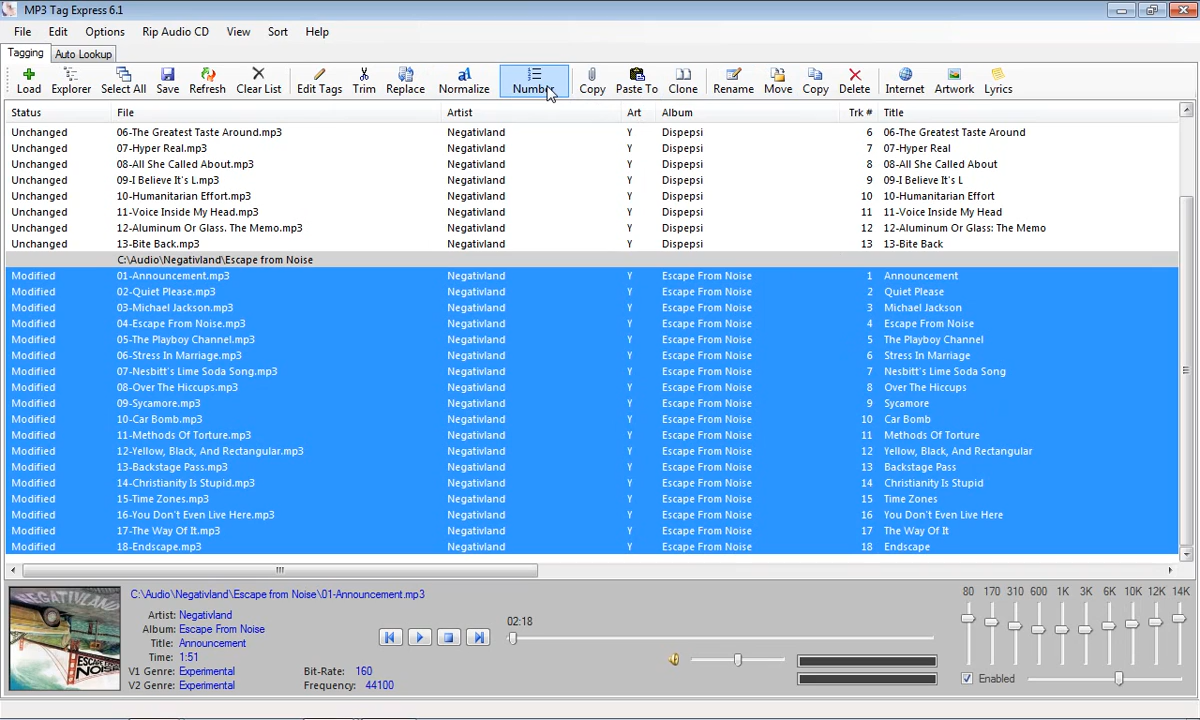 MP3 Tag Express 6.1
File Edit Options Rip Audio CD View Sort Help
Tagging Auto Lookup
Load Explorer Select All Save Refresh Clear List Edit Tags Trim Replace Normalize Number Copy Paste To Clone Rename Move Copy Delete Internet Artwork Lyrics
Status File Artist Art Album Trk # Title
Unchanged 06-The Greatest Taste Around.mp3 Negativland Y Dispepsi 6 06-The Greatest Taste Around
Unchanged 07-Hyper Real.mp3 Negativland Y Dispepsi 7 07-Hyper Real
Unchanged 08-All She Called About.mp3 Negativland Y Dispepsi 8 08-All She Called About
Unchanged 09-I Believe It's L.mp3 Negativland Y Dispepsi 9 09-I Believe It's L
Unchanged 10-Humanitarian Effort.mp3 Negativland Y Dispepsi 10 10-Humanitarian Effort
Unchanged 11-Voice Inside My Head.mp3 Negativland Y Dispepsi 11 11-Voice Inside My Head
Unchanged 12-Aluminum Or Glass. The Memo.mp3 Negativland Y Dispepsi 12 12-Aluminum Or Glass: The Memo
Unchanged 13-Bite Back.mp3 Negativland Y Dispepsi 13 13-Bite Back
C:\Audio\Negativland\Escape from Noise
Modified 01-Announcement.mp3 Negativland Y Escape From Noise 1 Announcement
Modified 02-Quiet Please.mp3 Negativland Y Escape From Noise 2 Quiet Please
Modified 03-Michael Jackson.mp3 Negativland Y Escape From Noise 3 Michael Jackson
Modified 04-Escape From Noise.mp3 Negativland Y Escape From Noise 4 Escape From Noise
Modified 05-The Playboy Channel.mp3 Negativland Y Escape From Noise 5 The Playboy Channel
Modified 06-Stress In Marriage.mp3 Negativland Y Escape From Noise 6 Stress In Marriage
Modified 07-Nesbitt's Lime Soda Song.mp3 Negativland Y Escape From Noise 7 Nesbitt's Lime Soda Song
Modified 08-Over The Hiccups.mp3 Negativland Y Escape From Noise 8 Over The Hiccups
Modified 09-Sycamore.mp3 Negativland Y Escape From Noise 9 Sycamore
Modified 10-Car Bomb.mp3 Negativland Y Escape From Noise 10 Car Bomb
Modified 11-Methods Of Torture.mp3 Negativland Y Escape From Noise 11 Methods Of Torture
Modified 12-Yellow, Black, And Rectangular.mp3 Negativland Y Escape From Noise 12 Yellow, Black, And Rectangular
Modified 13-Backstage Pass.mp3 Negativland Y Escape From Noise 13 Backstage Pass
Modified 14-Christianity Is Stupid.mp3 Negativland Y Escape From Noise 14 Christianity Is Stupid
Modified 15-Time Zones.mp3 Negativland Y Escape From Noise 15 Time Zones
Modified 16-You Don't Even Live Here.mp3 Negativland Y Escape From Noise 16 You Don't Even Live Here
Modified 17-The Way Of It.mp3 Negativland Y Escape From Noise 17 The Way Of It
Modified 18-Endscape.mp3 Negativland Y Escape From Noise 18 Endscape
C:\Audio\Negativland\Escape from Noise\01-Announcement.mp3
Artist: Negativland
Album: Escape From Noise
Title: Announcement
Time: 1:51
V1 Genre: Experimental Bit-Rate: 160
V2 Genre: Experimental Frequency: 44100
02:18
80 170 310 600 1K 3K 6K 10K 12K 14K
Enabled
NEGATIVLAND
ESCAPE FROM NOISE